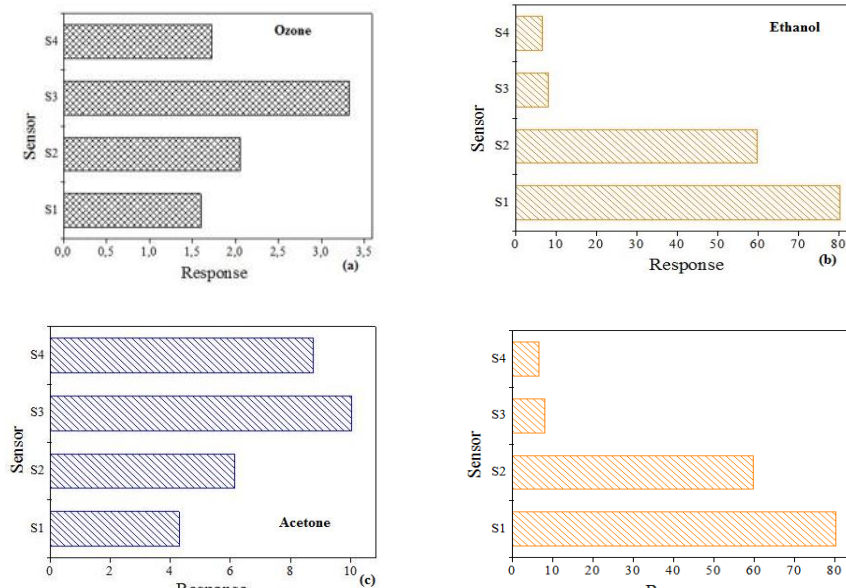 Ozone
S4
S3
S2
S1
Sensor
0,0 0,5 1,0 1,5 2,0 2,5 3,0 3,5
Response
(a)
Ethanol
S4
S3
S2
S1
Sensor
0 10 20 30 40 50 60 70 80
Response
(b)
S4
S3
S2
S1
Sensor
Acetone
0 2 4 6 8 10
Response
(c)
S4
S3
S2
S1
Sensor
0 10 20 30 40 50 60 70 80